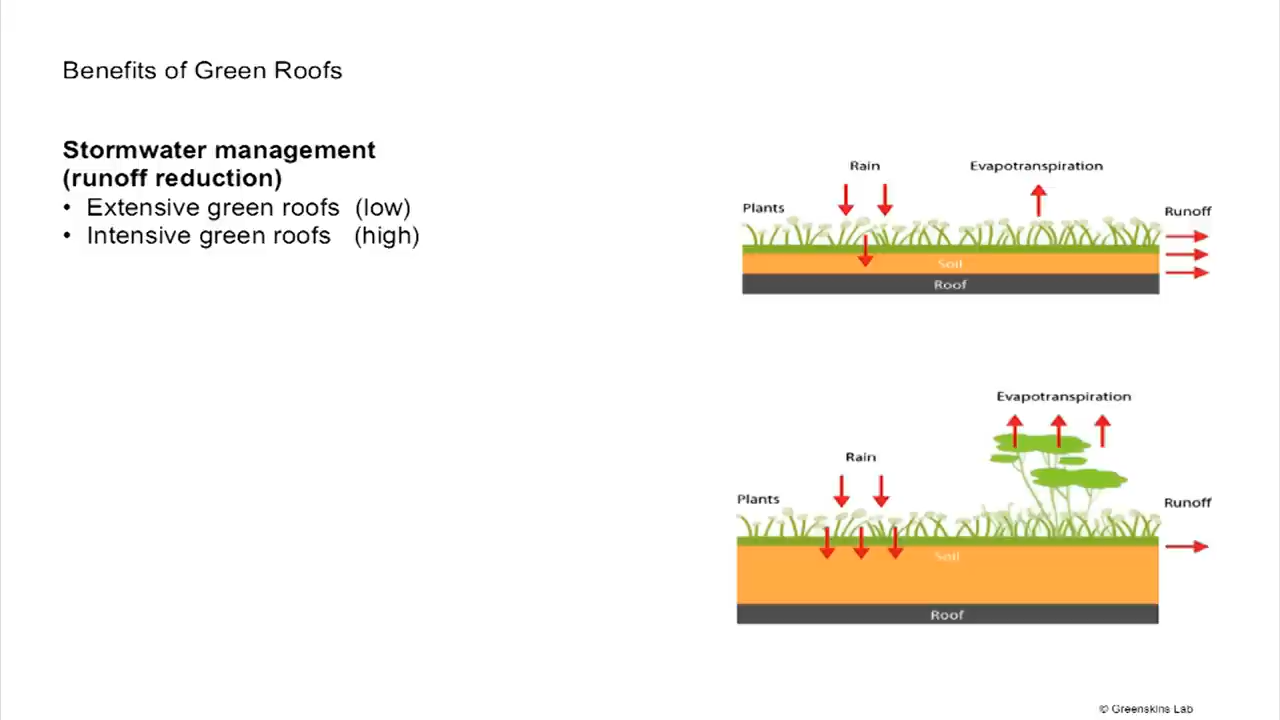 Benefits of Green Roofs
Stormwater management
(runoff reduction)
• Extensive green roofs (low)
• Intensive green roofs (high)
Rain
Evapotranspiration
Plants
Runoff
Soil
Roof
Evapotranspiration
Rain
Plants
Runoff
Soil
Roof
© Greenskins Lab